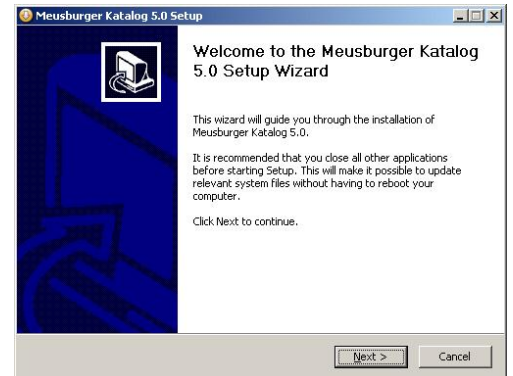 Meusburger Katalog 5.0 Setup
Welcome to the Meusburger Katalog
5.0 Setup Wizard
This wizard will guide you through the installation of
Meusburger Katalog 5.0.
It is recommended that you close all other applications
before starting Setup. This will make it possible to update
relevant system files without having to reboot your
computer.
Click Next to continue.
Next >
Cancel